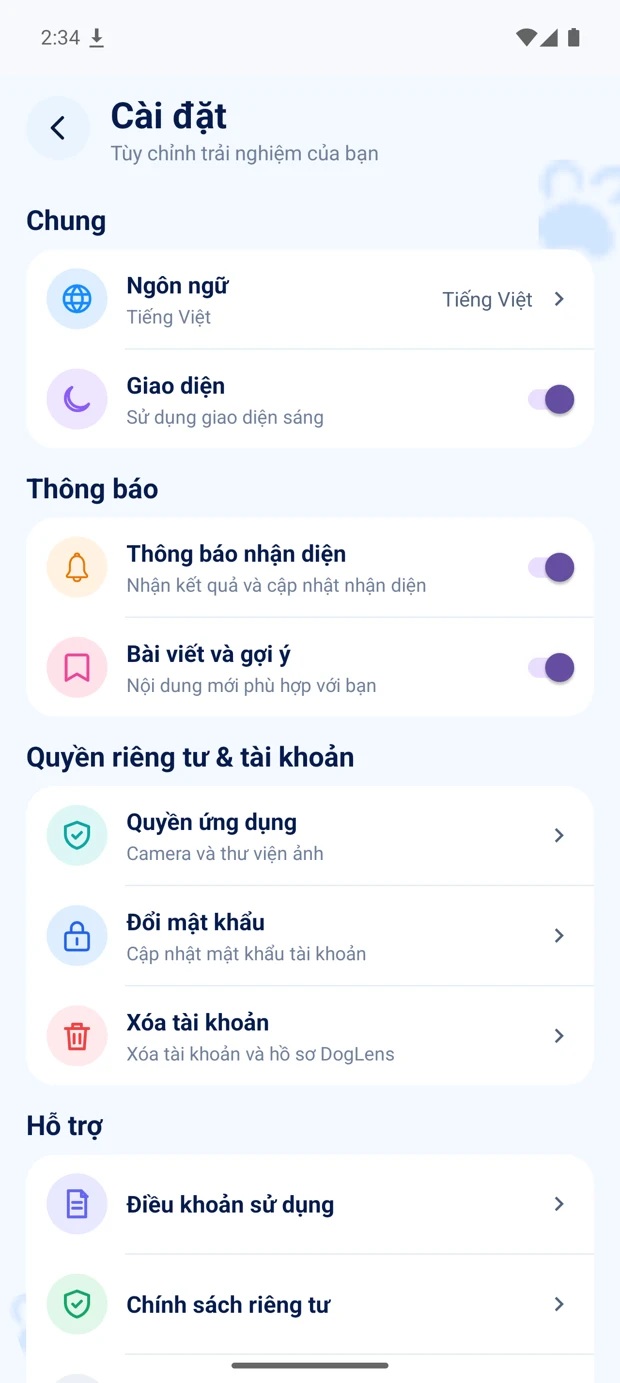 2:34
Cài đặt
Tùy chỉnh trải nghiệm của bạn
Chung
Ngôn ngữ
Tiếng Việt
Tiếng Việt
Giao diện
Sử dụng giao diện sáng
Thông báo
Thông báo nhận diện
Nhận kết quả và cập nhật nhận diện
Bài viết và gợi ý
Nội dung mới phù hợp với bạn
Quyền riêng tư & tài khoản
Quyền ứng dụng
Camera và thư viện ảnh
Đổi mật khẩu
Cập nhật mật khẩu tài khoản
Xóa tài khoản
Xóa tài khoản và hồ sơ DogLens
Hỗ trợ
Điều khoản sử dụng
Chính sách riêng tư